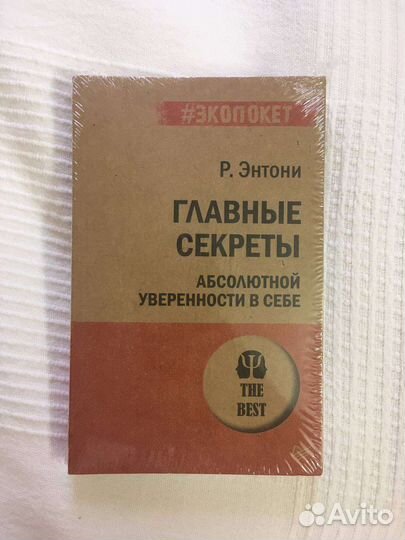 #ЭКОПОКЕТ
Р. Энтони
ГЛАВНЫЕ
СЕКРЕТЫ
АБСОЛЮТНОЙ
УВЕРЕННОСТИ В СЕБЕ
Ψ
THE
BEST
Avito